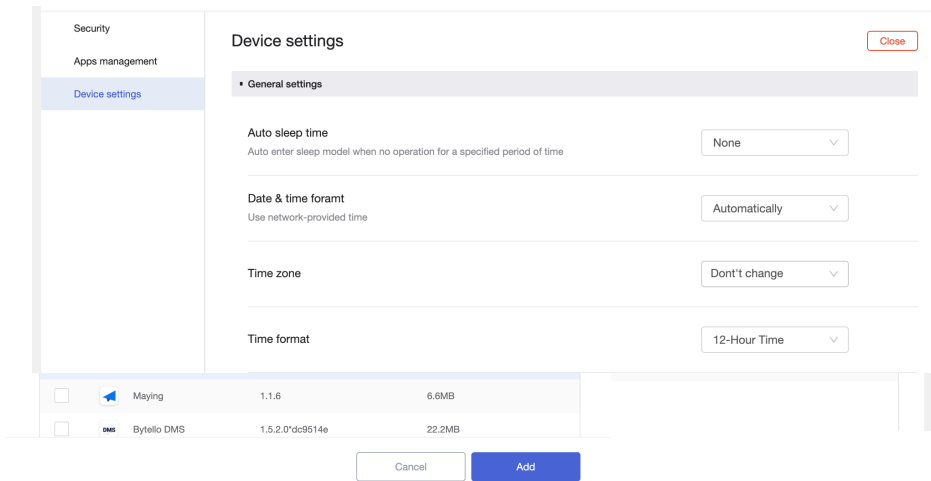 Security
Apps management
Device settings
Device settings
Close
General settings
Auto sleep time
Auto enter sleep model when no operation for a specified period of time
None
Date & time foramt
Use network-provided time
Automatically
Time zone
Dont't change
Time format
12-Hour Time
Maying 1.1.6 6.6MB
DMS Bytello DMS 1.5.2.0*dc9514e 22.2MB
Cancel Add